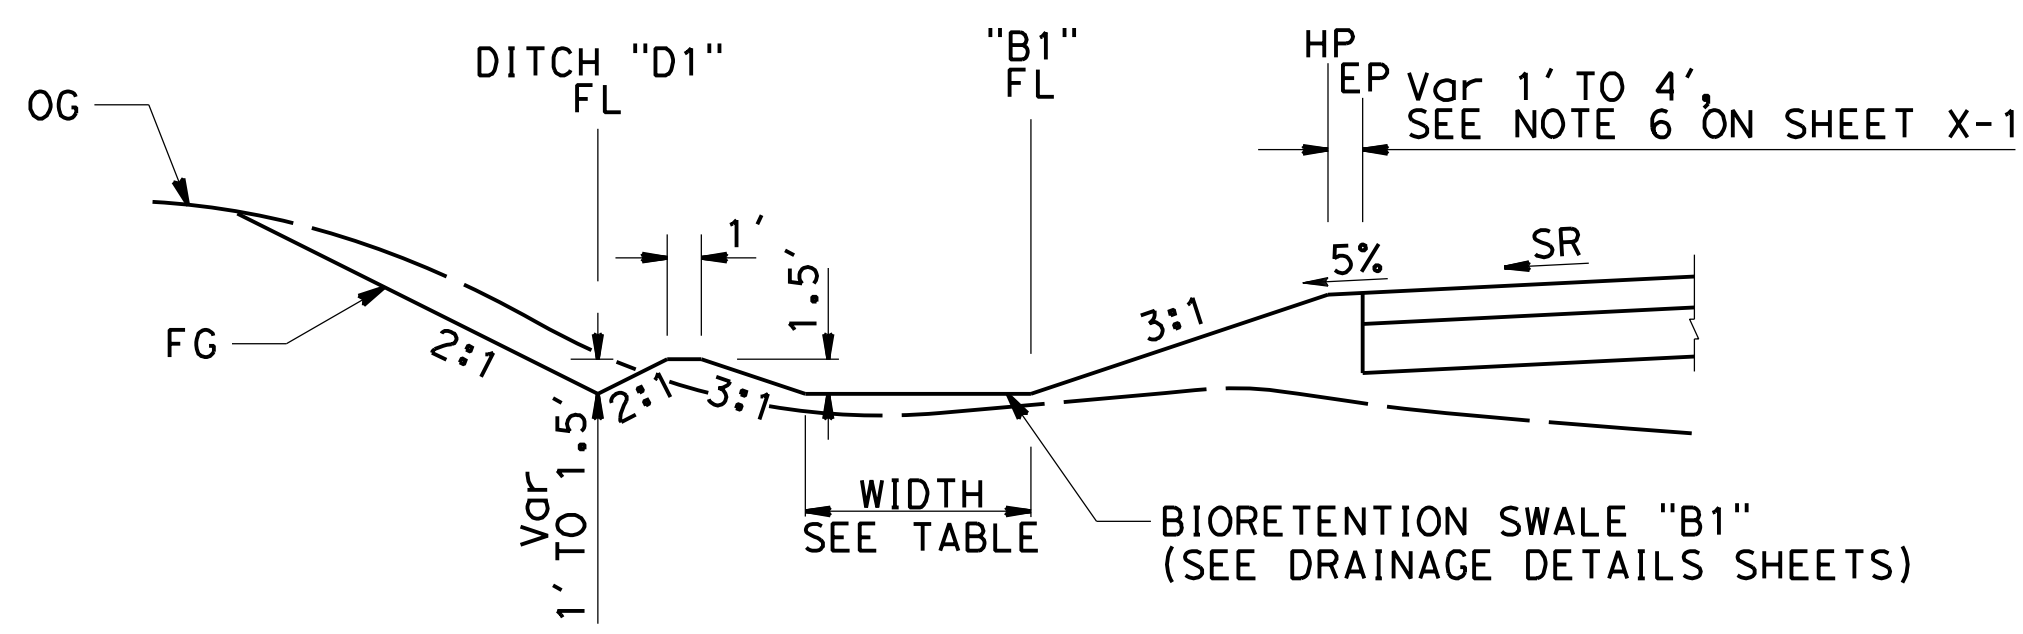 DITCH "D1"
FL
"B1"
FL
HP
EP
Var 1' TO 4',
SEE NOTE 6 ON SHEET X-1
OG
1'
1.5'
5%
SR
FG
2:1
2:1
3:1
3:1
Var
1' TO 1.5'
WIDTH
SEE TABLE
BIORETENTION SWALE "B1"
(SEE DRAINAGE DETAILS SHEETS)